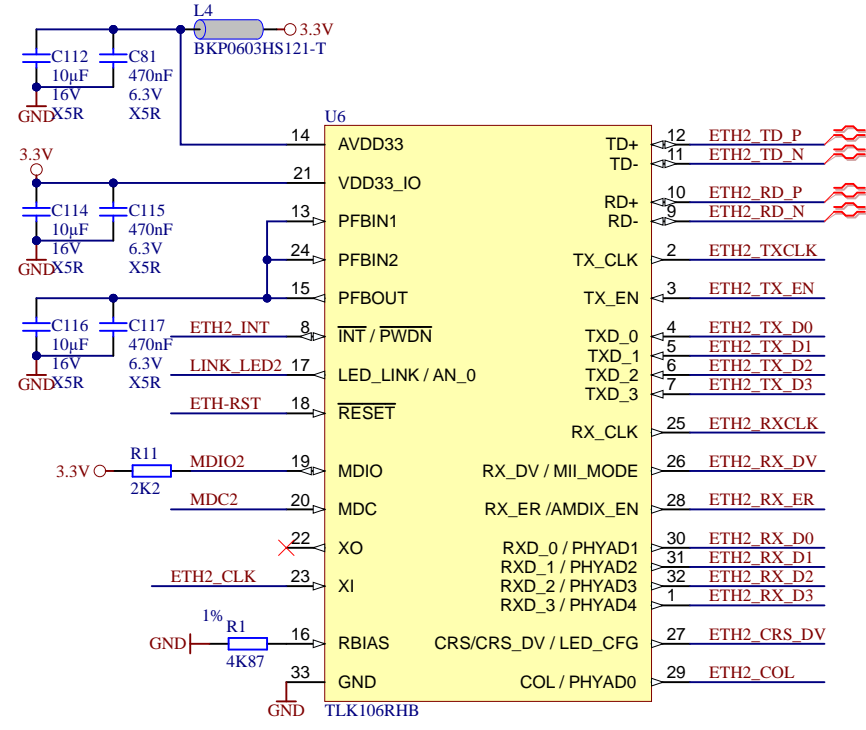 L4
3.3V
BKP0603HS121-T
C112
10µF
16V
X5R
GND
C81
470nF
6.3V
X5R
3.3V
C114
10µF
16V
X5R
GND
C115
470nF
6.3V
X5R
C116
10µF
16V
X5R
GND
C117
470nF
6.3V
X5R
U6
14 AVDD33
21 VDD33_IO
13 PFBIN1
24 PFBIN2
15 PFBOUT
ETH2_INT 8 INT / PWDN
LINK_LED2 17 LED_LINK / AN_0
ETH-RST 18 RESET
3.3V R11 2K2 MDIO2 19 MDIO
MDC2 20 MDC
22 XO
ETH2_CLK 23 XI
GND 1% R1 4K87 16 RBIAS
33 GND
GND
TD+ 12 ETH2_TD_P
TD- 11 ETH2_TD_N
RD+ 10 ETH2_RD_P
RD- 9 ETH2_RD_N
TX_CLK 2 ETH2_TXCLK
TX_EN 3 ETH2_TX_EN
TXD_0 4 ETH2_TX_D0
TXD_1 5 ETH2_TX_D1
TXD_2 6 ETH2_TX_D2
TXD_3 7 ETH2_TX_D3
RX_CLK 25 ETH2_RXCLK
RX_DV / MII_MODE 26 ETH2_RX_DV
RX_ER /AMDIX_EN 28 ETH2_RX_ER
RXD_0 / PHYAD1 30 ETH2_RX_D0
RXD_1 / PHYAD2 31 ETH2_RX_D1
RXD_2 / PHYAD3 32 ETH2_RX_D2
RXD_3 / PHYAD4 1 ETH2_RX_D3
CRS/CRS_DV / LED_CFG 27 ETH2_CRS_DV
COL / PHYAD0 29 ETH2_COL
TLK106RHB